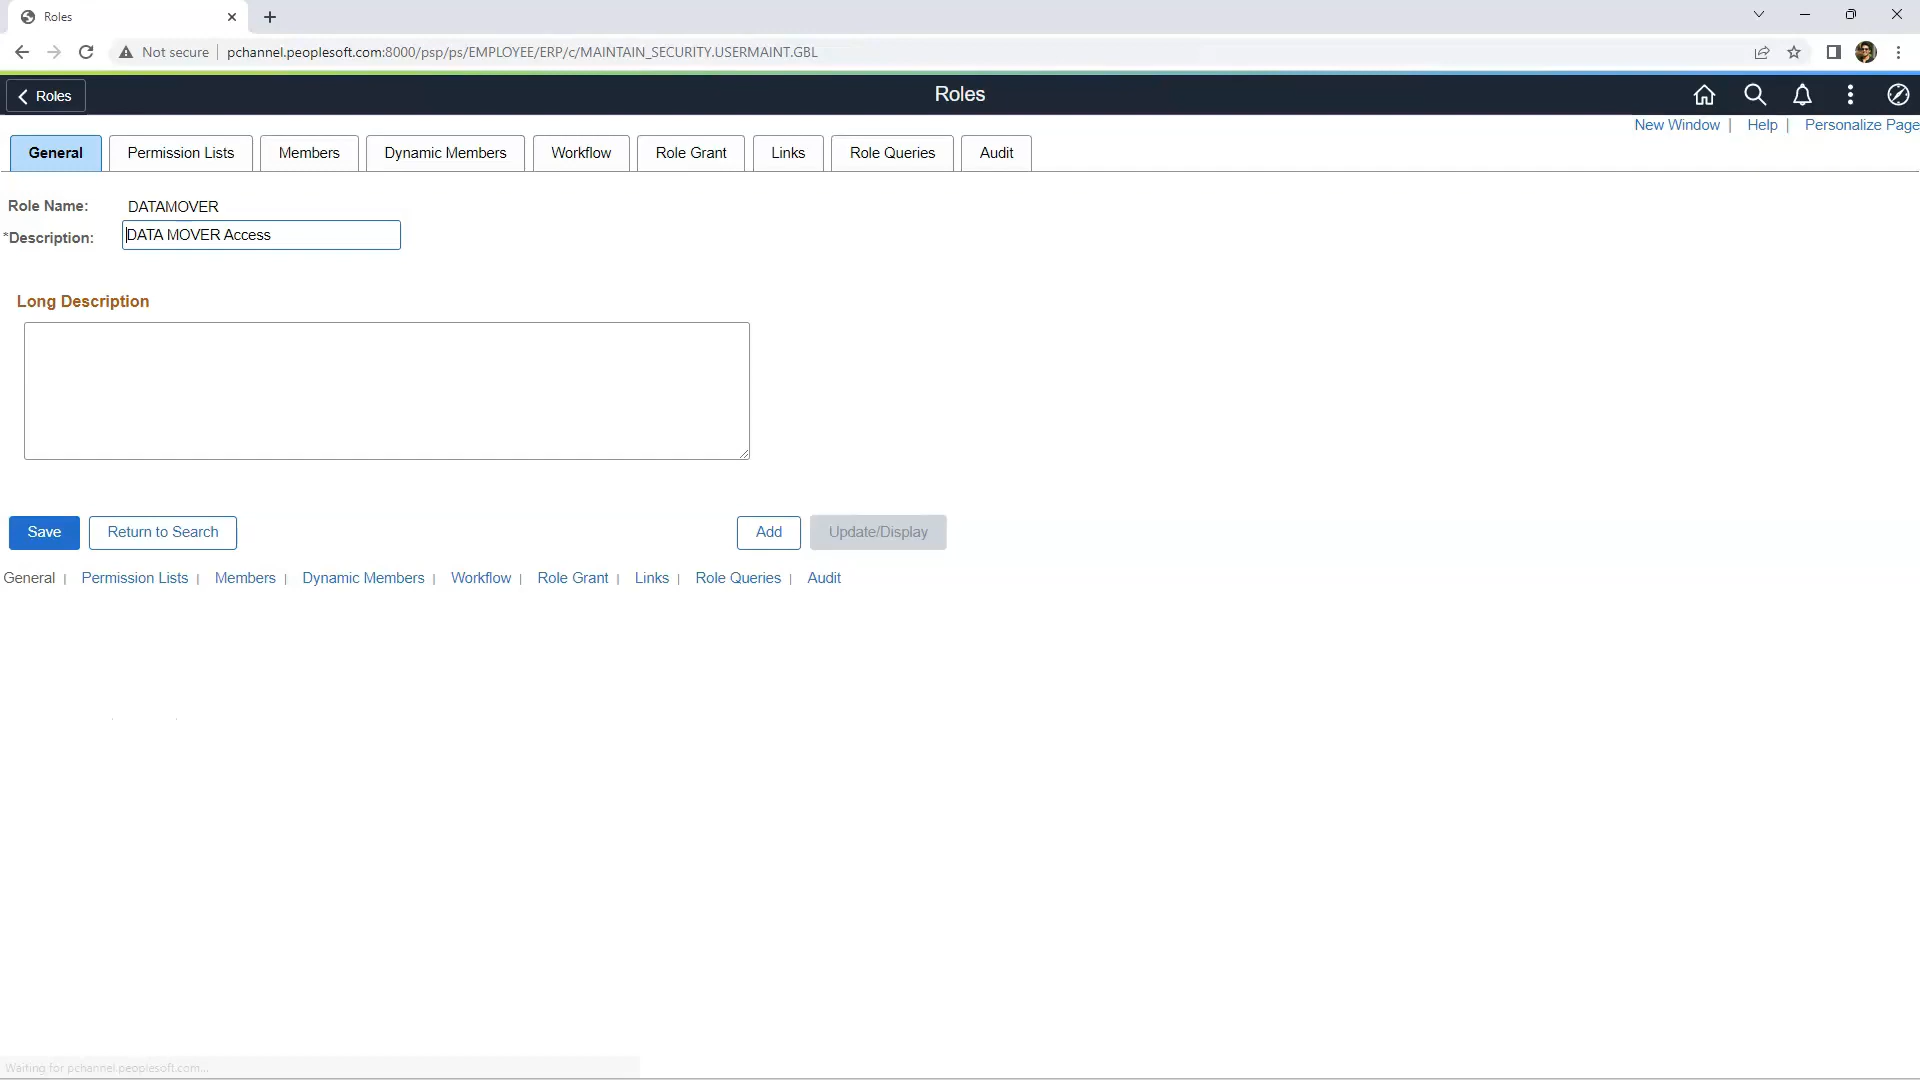 Roles
Not secure
pchannel.peoplesoft.com:8000/psp/ps/EMPLOYEE/ERP/c/MAINTAIN_SECURITY.USERMAINT.GBL
Roles
Roles
New Window | Help | Personalize Page
General Permission Lists Members Dynamic Members Workflow Role Grant Links Role Queries Audit
Role Name: DATAMOVER
*Description: DATA MOVER Access
Long Description
Save Return to Search Add Update/Display
General | Permission Lists | Members | Dynamic Members | Workflow | Role Grant | Links | Role Queries | Audit
Waiting for pchannel.peoplesoft.com...